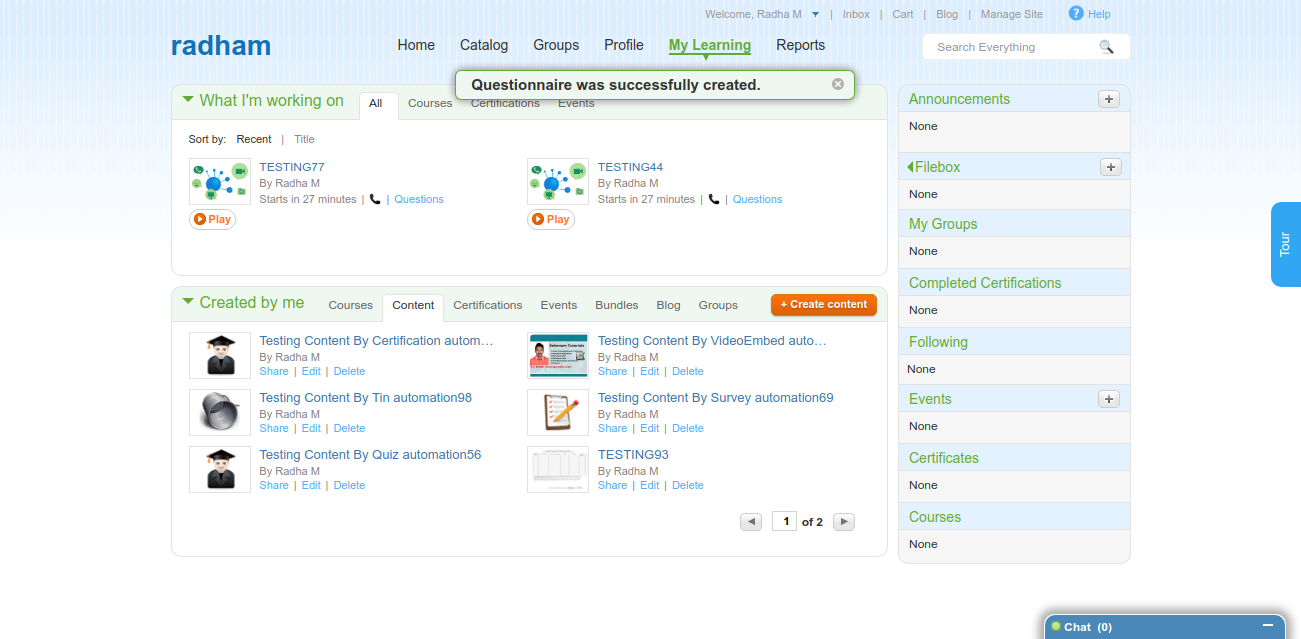 Welcome, Radha M | Inbox | Cart | Blog | Manage Site ? Help
radham
Home Catalog Groups Profile My Learning Reports
Search Everything
Questionnaire was successfully created.
What I'm working on All Courses Certifications Events
Sort by: Recent | Title
TESTING77
By Radha M
Starts in 27 minutes | | Questions
Play
TESTING44
By Radha M
Starts in 27 minutes | | Questions
Play
Created by me Courses Content Certifications Events Bundles Blog Groups + Create content
Testing Content By Certification autom…
By Radha M
Share | Edit | Delete
Testing Content By VideoEmbed auto…
By Radha M
Share | Edit | Delete
Testing Content By Tin automation98
By Radha M
Share | Edit | Delete
Testing Content By Survey automation69
By Radha M
Share | Edit | Delete
Testing Content By Quiz automation56
By Radha M
Share | Edit | Delete
TESTING93
By Radha M
Share | Edit | Delete
1 of 2
Announcements +
None
Filebox +
None
My Groups
None
Completed Certifications
None
Following
None
Events +
None
Certificates
None
Courses
None
Tour
Chat (0)